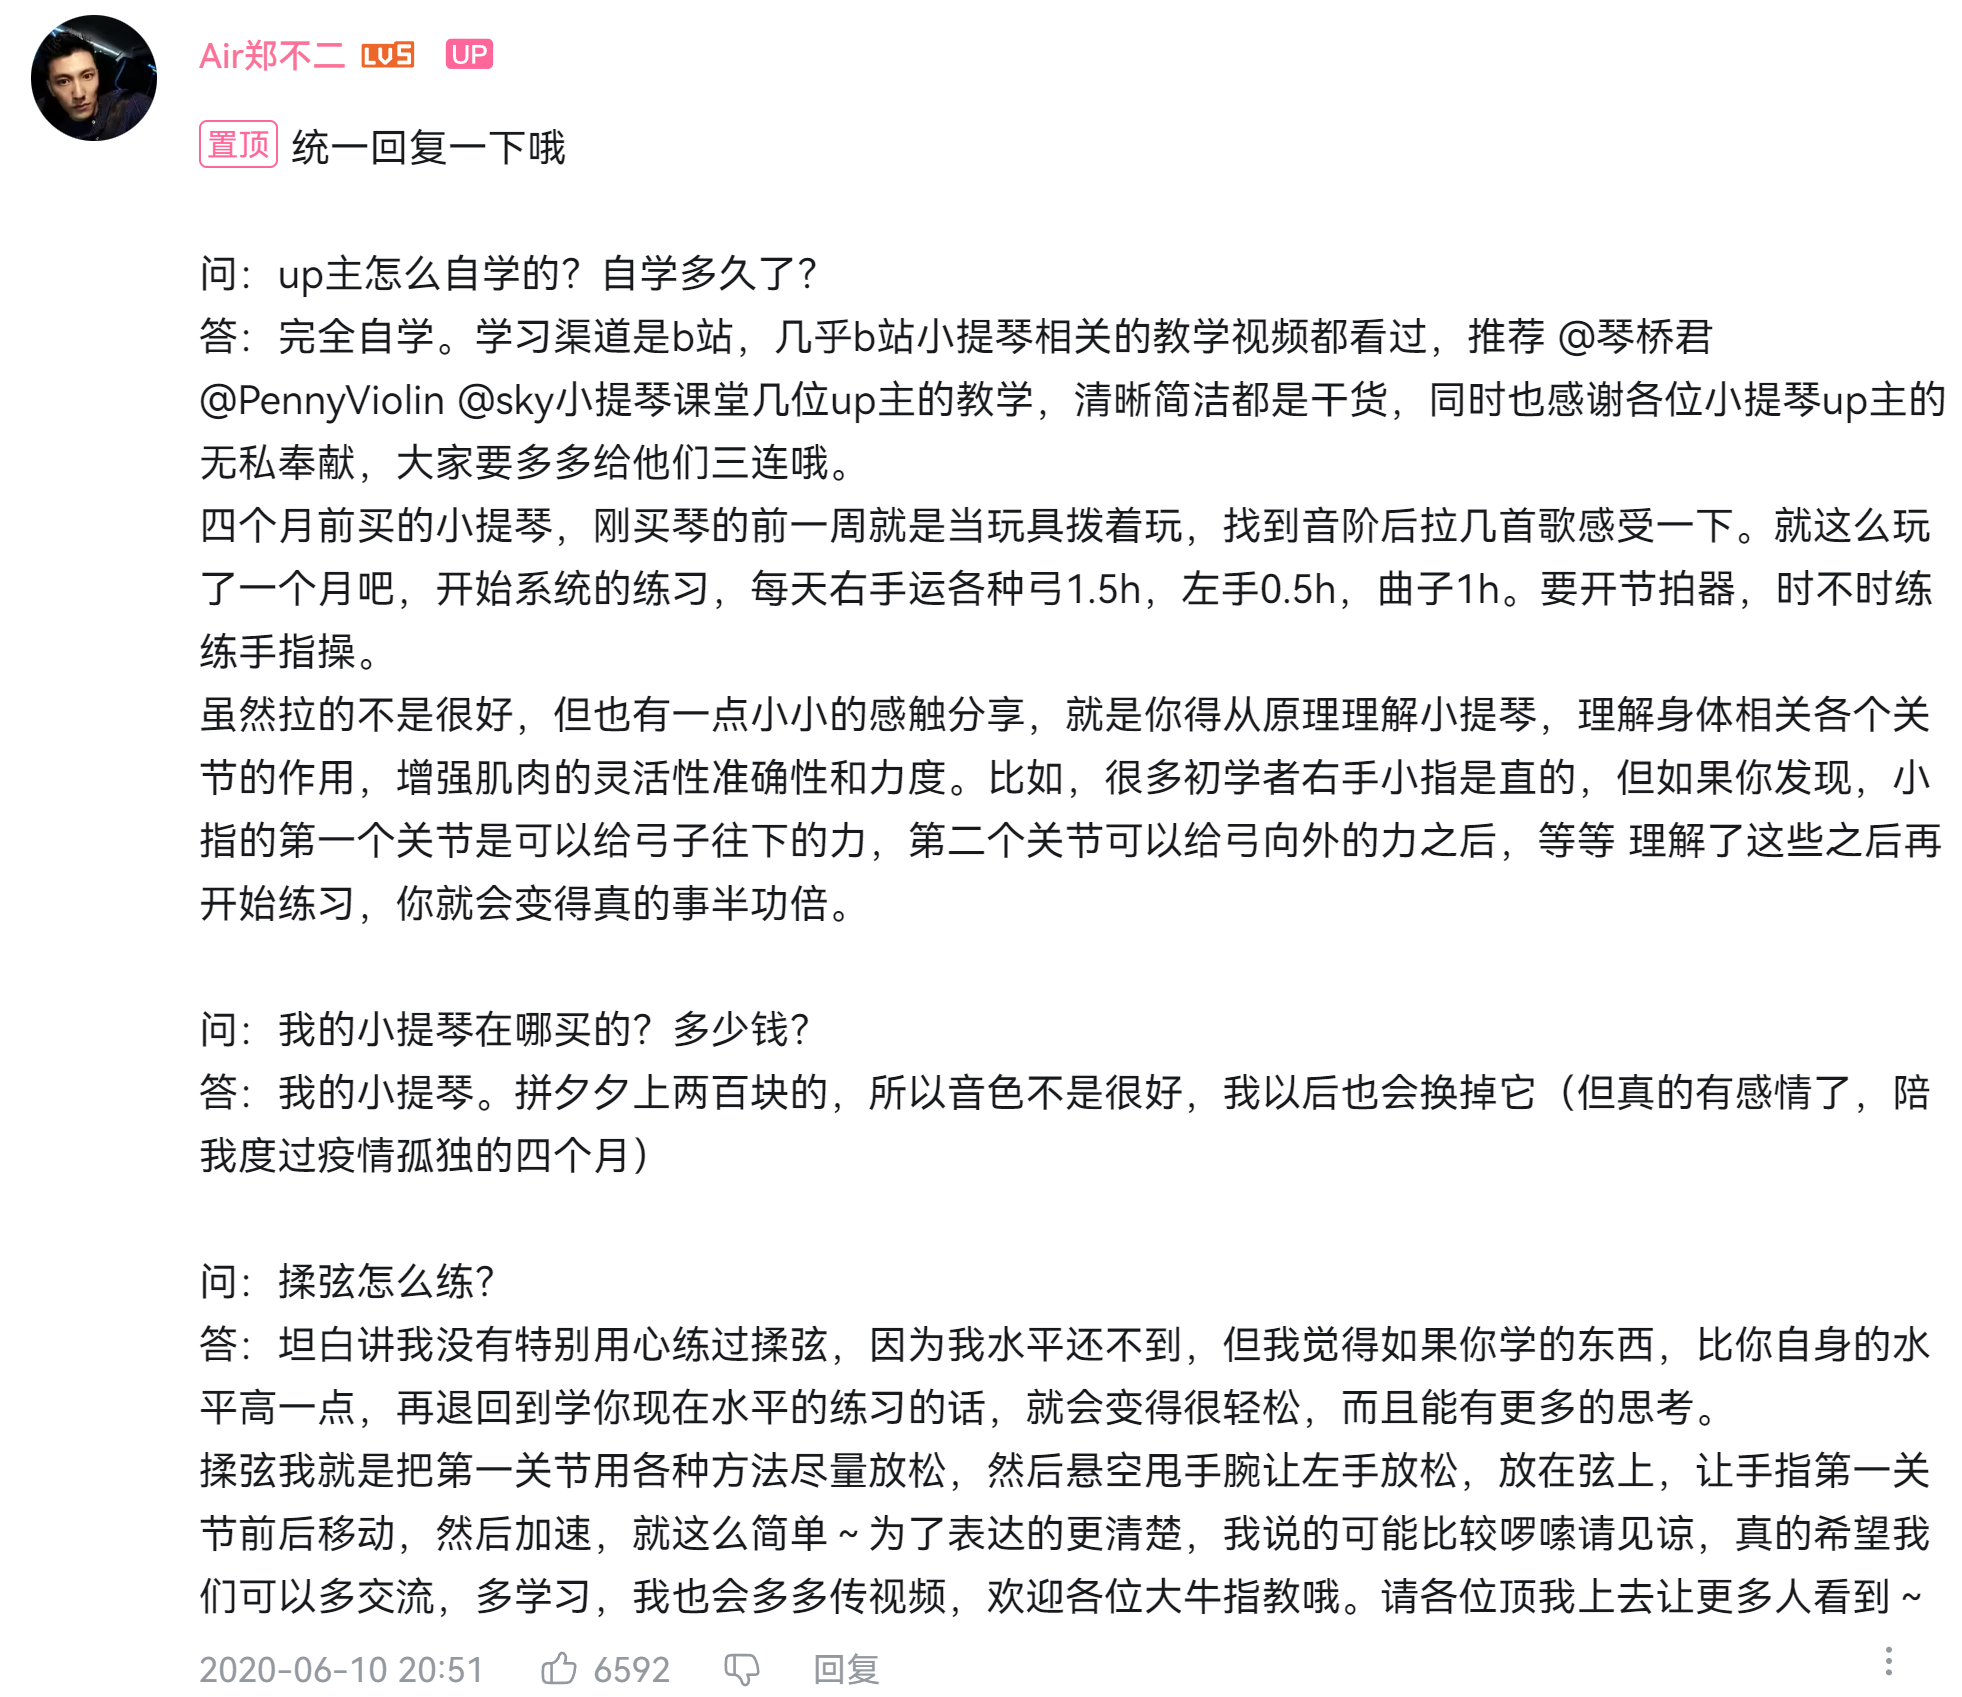 Air郑不二 LV5 UP
置顶 统一回复一下哦
问：up主怎么自学的？自学多久了？
答：完全自学。学习渠道是b站，几乎b站小提琴相关的教学视频都看过，推荐 @琴桥君
@PennyViolin @sky小提琴课堂几位up主的教学，清晰简洁都是干货，同时也感谢各位小提琴up主的
无私奉献，大家要多多给他们三连哦。
四个月前买的小提琴，刚买琴的前一周就是当玩具拨着玩，找到音阶后拉几首歌感受一下。就这么玩
了一个月吧，开始系统的练习，每天右手运各种弓1.5h，左手0.5h，曲子1h。要开节拍器，时不时练
练手指操。
虽然拉的不是很好，但也有一点小小的感触分享，就是你得从原理理解小提琴，理解身体相关各个关
节的作用，增强肌肉的灵活性准确性和力度。比如，很多初学者右手小指是直的，但如果你发现，小
指的第一个关节是可以给弓子往下的力，第二个关节可以给弓向外的力之后，等等 理解了这些之后再
开始练习，你就会变得真的事半功倍。
问：我的小提琴在哪买的？多少钱？
答：我的小提琴。拼夕夕上两百块的，所以音色不是很好，我以后也会换掉它（但真的有感情了，陪
我度过疫情孤独的四个月）
问：揉弦怎么练？
答：坦白讲我没有特别用心练过揉弦，因为我水平还不到，但我觉得如果你学的东西，比你自身的水
平高一点，再退回到学你现在水平的练习的话，就会变得很轻松，而且能有更多的思考。
揉弦我就是把第一关节用各种方法尽量放松，然后悬空甩手腕让左手放松，放在弦上，让手指第一关
节前后移动，然后加速，就这么简单～为了表达的更清楚，我说的可能比较啰嗦请见谅，真的希望我
们可以多交流，多学习，我也会多多传视频，欢迎各位大牛指教哦。请各位顶我上去让更多人看到～
2020-06-10 20:51 6592 回复